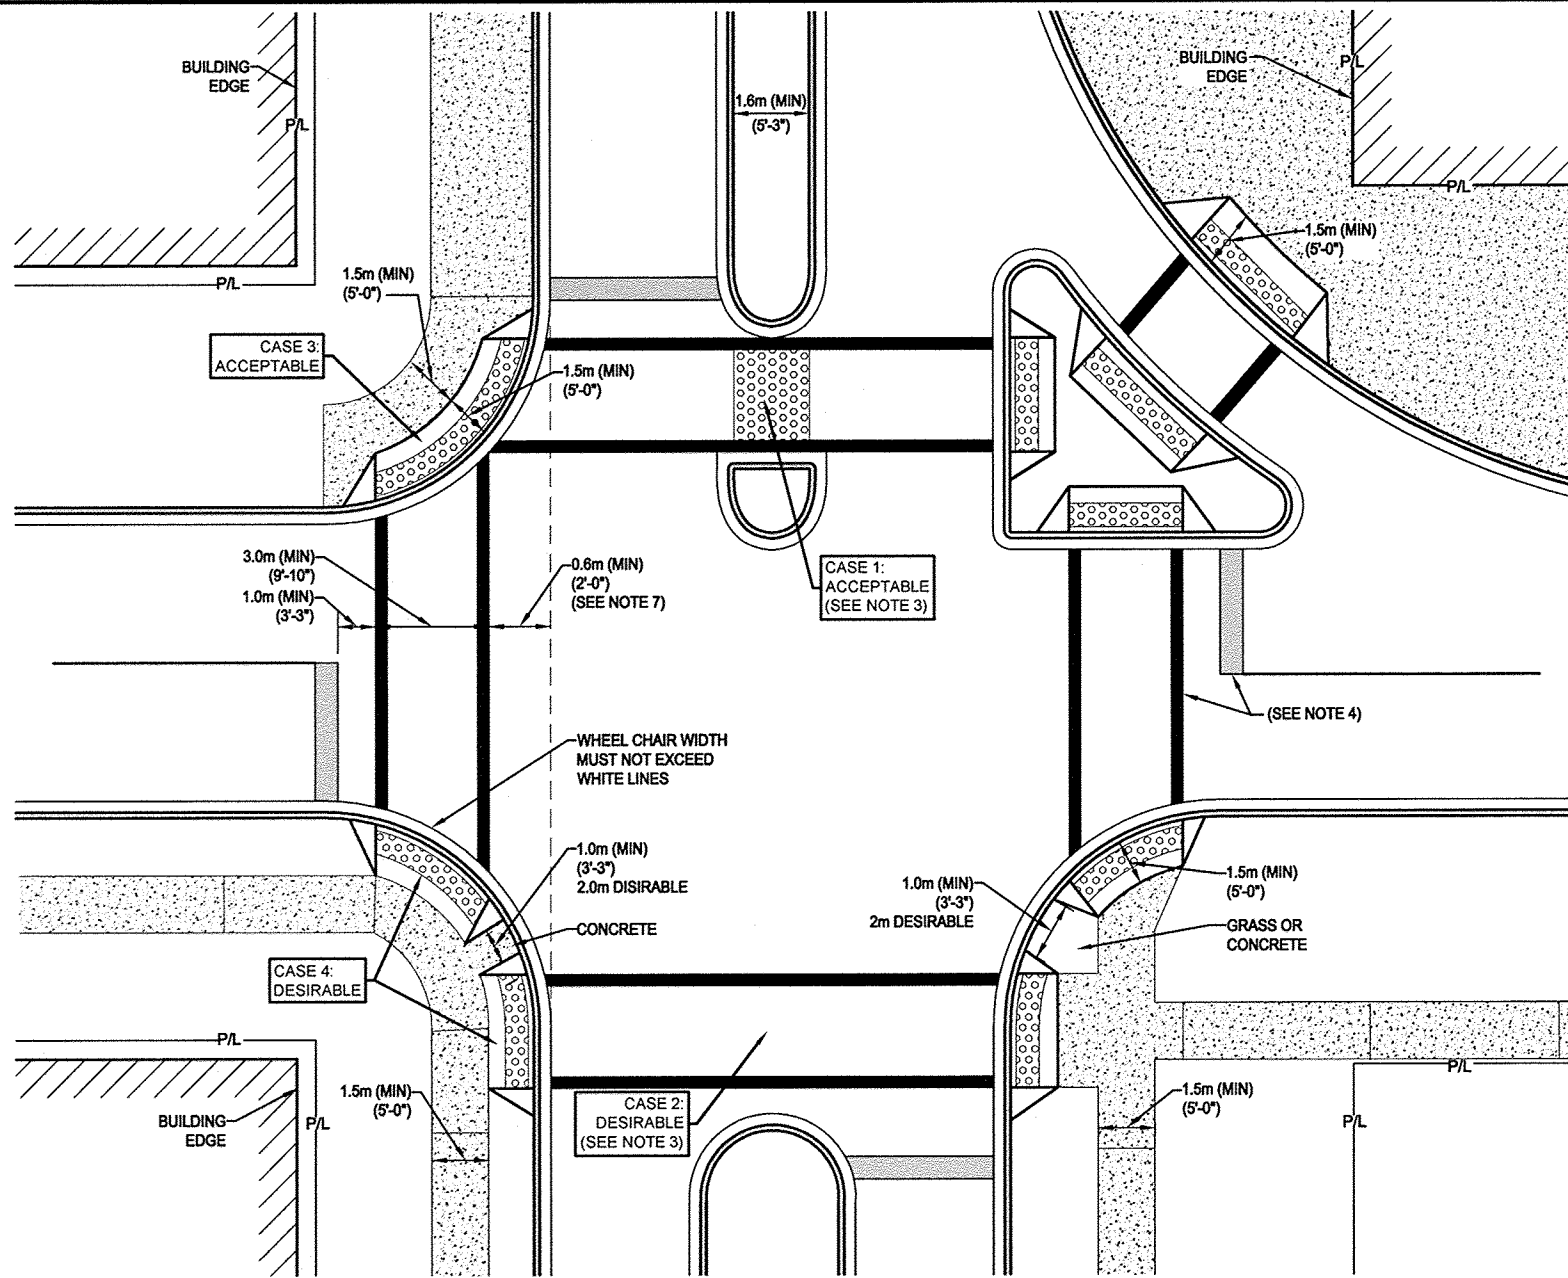 BUILDING
EDGE
P/L
P/L
1.6m (MIN)
(5'-3")
BUILDING
EDGE
P/L
P/L
1.5m (MIN)
(5'-0")
1.5m (MIN)
(5'-0")
CASE 3:
ACCEPTABLE
1.5m (MIN)
(5'-0")
3.0m (MIN)
(9'-10")
1.0m (MIN)
(3'-3")
0.6m (MIN)
(2'-0")
(SEE NOTE 7)
CASE 1:
ACCEPTABLE
(SEE NOTE 3)
(SEE NOTE 4)
WHEEL CHAIR WIDTH
MUST NOT EXCEED
WHITE LINES
1.0m (MIN)
(3'-3")
2.0m DISIRABLE
CONCRETE
1.0m (MIN)
(3'-3")
2m DESIRABLE
1.5m (MIN)
(5'-0")
GRASS OR
CONCRETE
CASE 4:
DESIRABLE
P/L
BUILDING
EDGE
P/L
1.5m (MIN)
(5'-0")
CASE 2:
DESIRABLE
(SEE NOTE 3)
1.5m (MIN)
(5'-0")
P/L
P/L